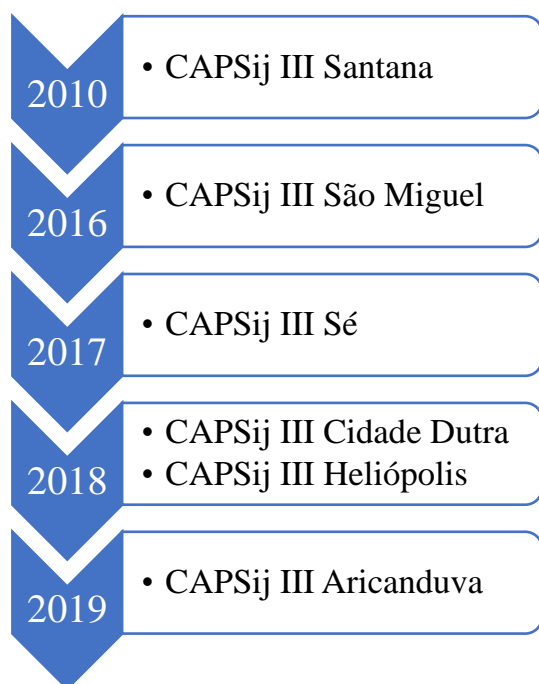 2010
• CAPSij III Santana
2016
• CAPSij III São Miguel
2017
• CAPSij III Sé
2018
• CAPSij III Cidade Dutra
• CAPSij III Heliópolis
2019
• CAPSij III Aricanduva